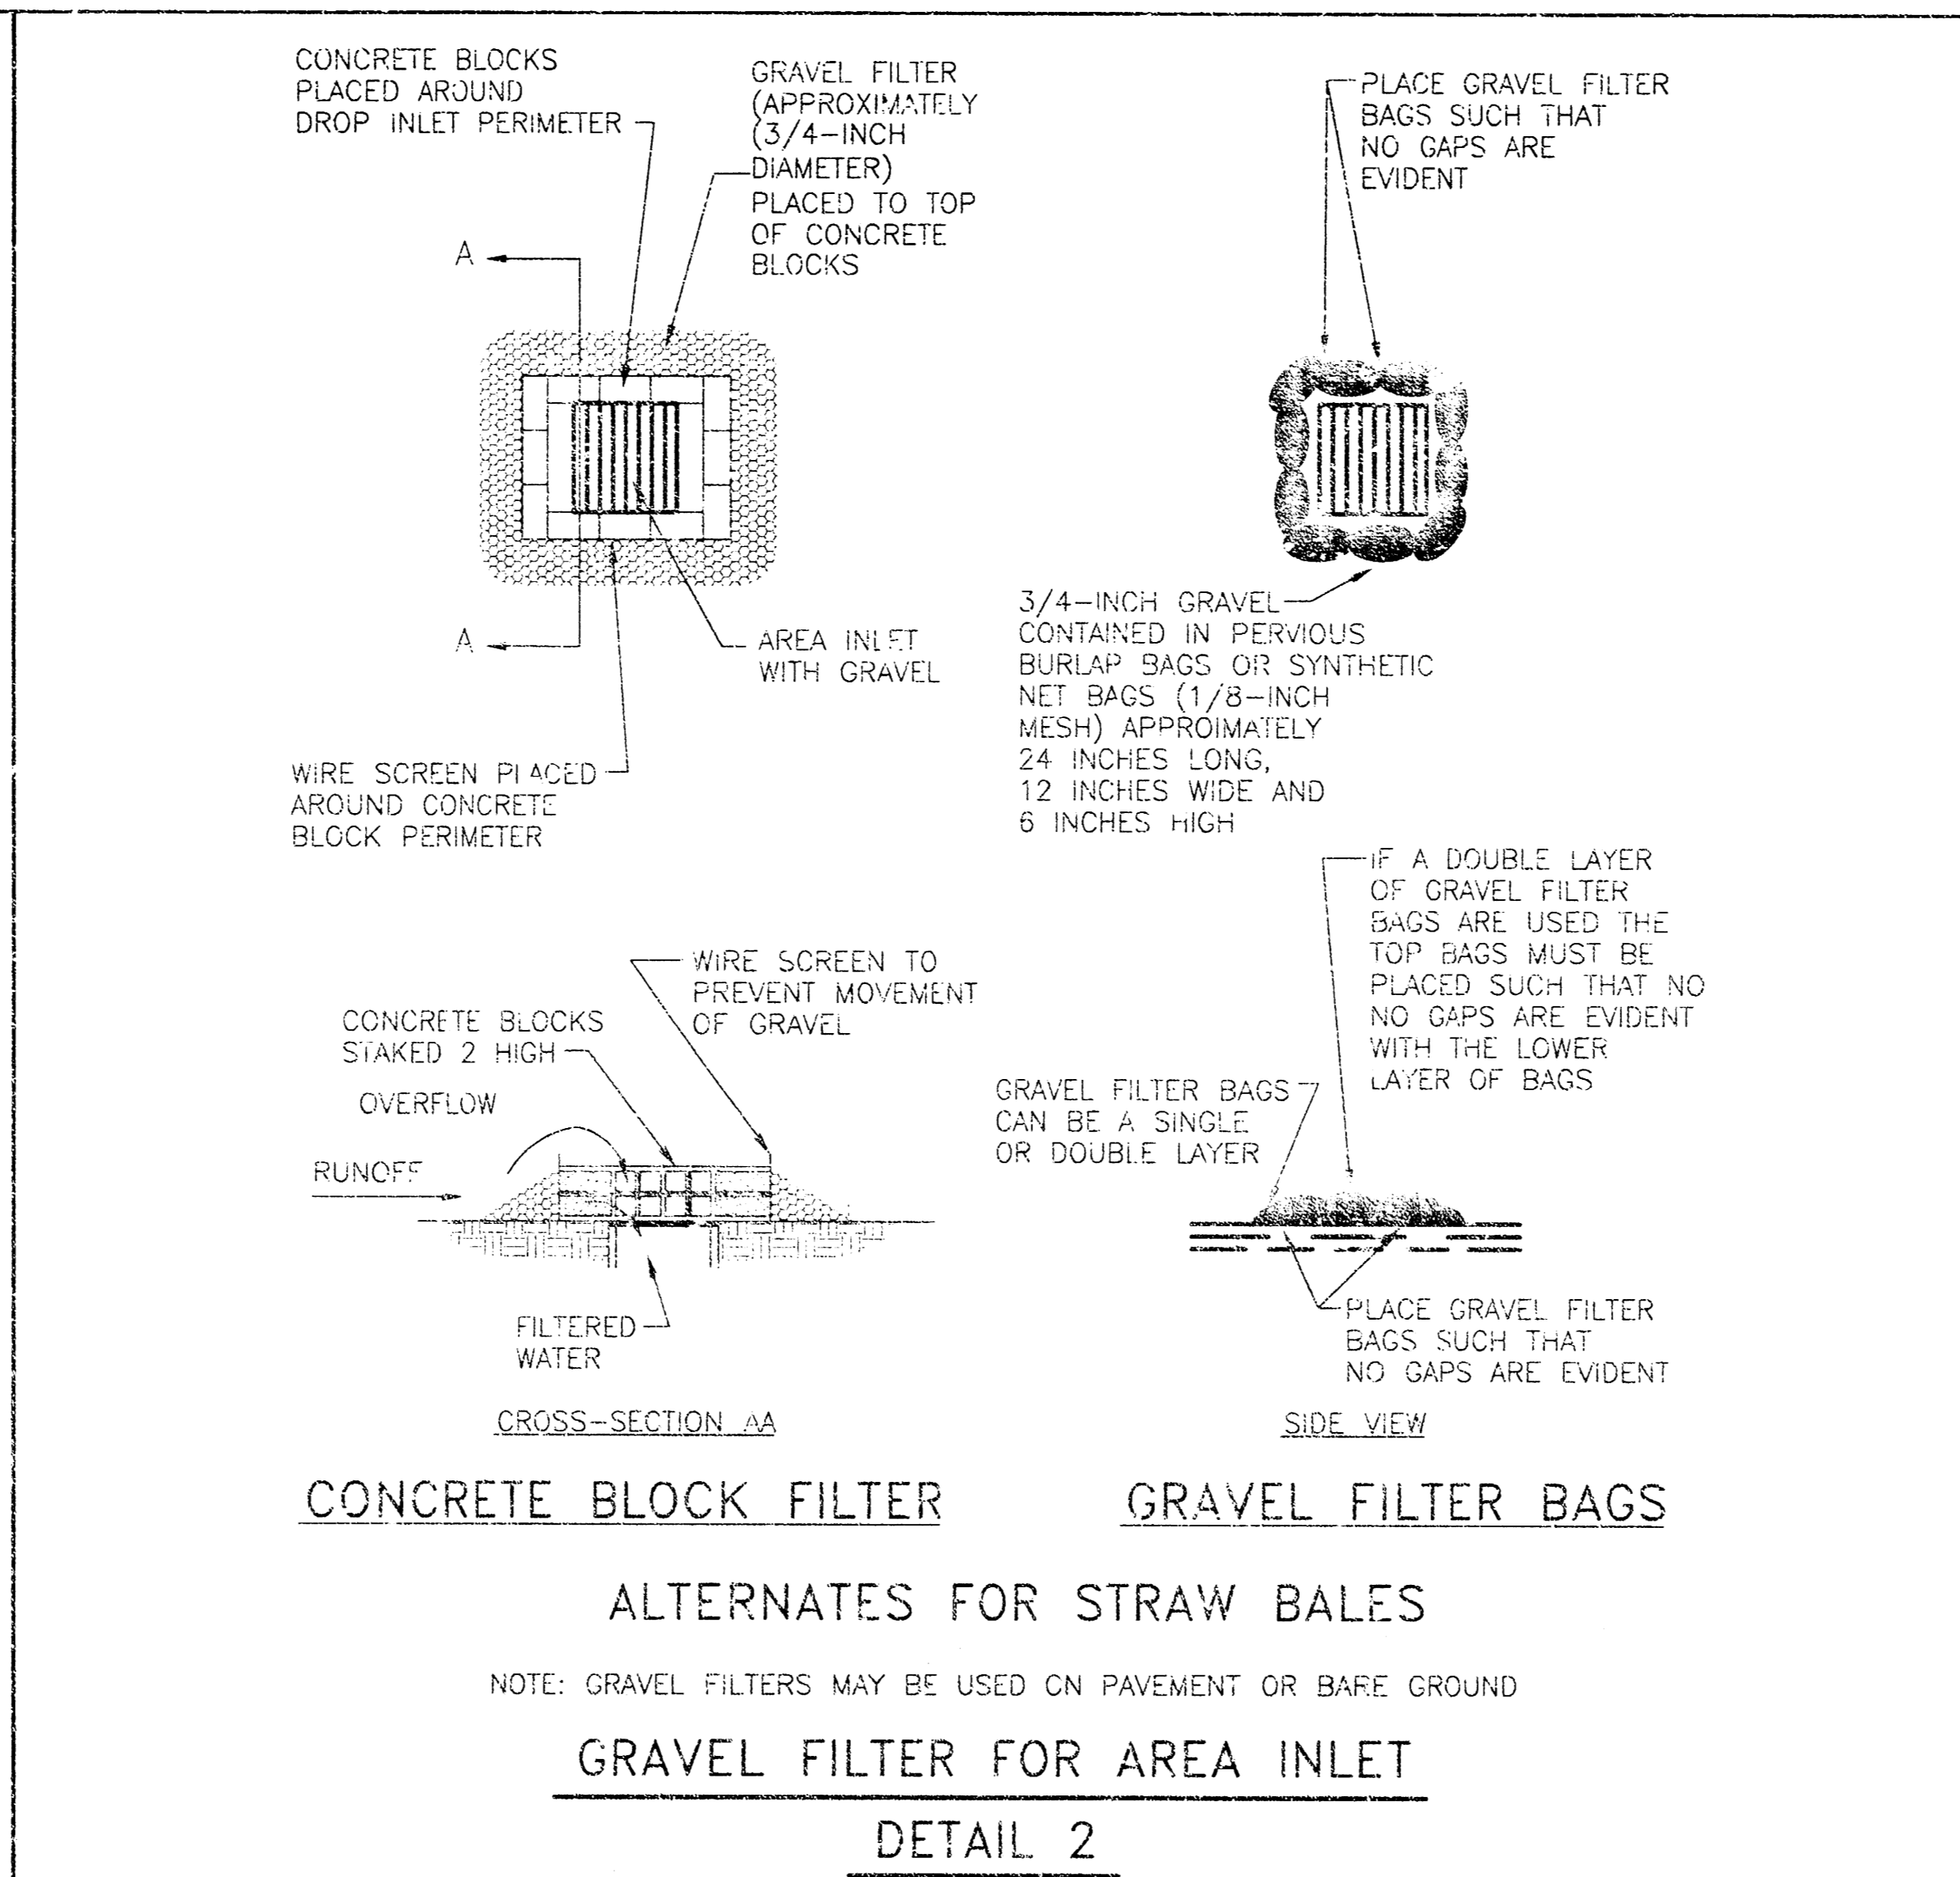 CONCRETE BLOCKS
PLACED AROUND
DROP INLET PERIMETER
GRAVEL FILTER
(APPROXIMATELY
(3/4-INCH
DIAMETER)
PLACED TO TOP
OF CONCRETE
BLOCKS
A
A
AREA INLET
WITH GRAVEL
WIRE SCREEN PLACED
AROUND CONCRETE
BLOCK PERIMETER
PLACE GRAVEL FILTER
BAGS SUCH THAT
NO GAPS ARE
EVIDENT
3/4-INCH GRAVEL
CONTAINED IN PERVIOUS
BURLAP BAGS OR SYNTHETIC
NET BAGS (1/8-INCH
MESH) APPROIMATELY
24 INCHES LONG,
12 INCHES WIDE AND
6 INCHES HIGH
WIRE SCREEN TO
PREVENT MOVEMENT
OF GRAVEL
CONCRETE BLOCKS
STAKED 2 HIGH
OVERFLOW
RUNOFF
FILTERED
WATER
CROSS-SECTION AA
IF A DOUBLE LAYER
OF GRAVEL FILTER
BAGS ARE USED THE
TOP BAGS MUST BE
PLACED SUCH THAT NO
NO GAPS ARE EVIDENT
WITH THE LOWER
LAYER OF BAGS
GRAVEL FILTER BAGS
CAN BE A SINGLE
OR DOUBLE LAYER
PLACE GRAVEL FILTER
BAGS SUCH THAT
NO GAPS ARE EVIDENT
SIDE VIEW
CONCRETE BLOCK FILTER
GRAVEL FILTER BAGS
ALTERNATES FOR STRAW BALES
NOTE: GRAVEL FILTERS MAY BE USED ON PAVEMENT OR BARE GROUND
GRAVEL FILTER FOR AREA INLET
DETAIL 2